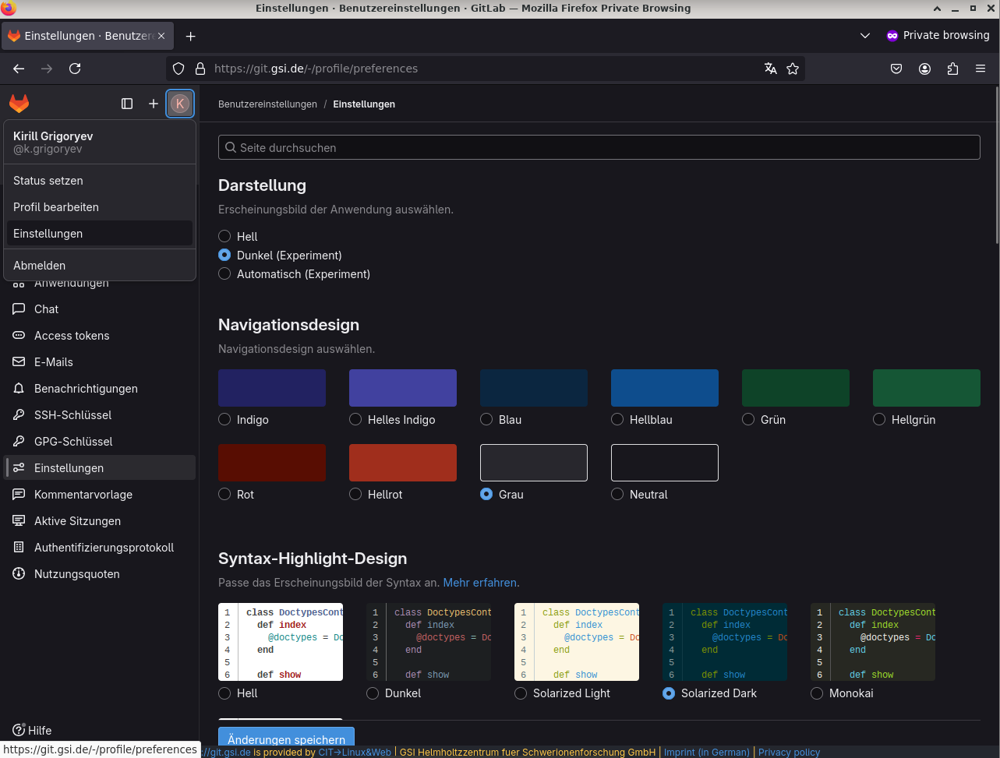 Einstellungen · Benutzereinstellungen · GitLab — Mozilla Firefox Private Browsing
Einstellungen · Benutzere
Private browsing
https://git.gsi.de/-/profile/preferences
K
Benutzereinstellungen / Einstellungen
Kirill Grigoryev
@k.grigoryev
Status setzen
Profil bearbeiten
Einstellungen
Abmelden
Anwendungen
Chat
Access tokens
E-Mails
Benachrichtigungen
SSH-Schlüssel
GPG-Schlüssel
Einstellungen
Kommentarvorlage
Aktive Sitzungen
Authentifizierungsprotokoll
Nutzungsquoten
Hilfe
Seite durchsuchen
Darstellung
Erscheinungsbild der Anwendung auswählen.
Hell
Dunkel (Experiment)
Automatisch (Experiment)
Navigationsdesign
Navigationsdesign auswählen.
Indigo
Helles Indigo
Blau
Hellblau
Grün
Hellgrün
Rot
Hellrot
Grau
Neutral
Syntax-Highlight-Design
Passe das Erscheinungsbild der Syntax an. Mehr erfahren.
1 class DoctypesCont
2 def index
3 @doctypes = Do
4 end
5
6 def show
Hell
1 class DoctypesCont
2 def index
3 @doctypes = Do
4 end
5
6 def show
Dunkel
1 class DoctypesCont
2 def index
3 @doctypes = Do
4 end
5
6 def show
Solarized Light
1 class DoctypesCont
2 def index
3 @doctypes = Do
4 end
5
6 def show
Solarized Dark
1 class DoctypesCont
2 def index
3 @doctypes = Do
4 end
5
6 def show
Monokai
Änderungen speichern
https://git.gsi.de/-/profile/preferences
://git.gsi.de is provided by CIT→Linux&Web | GSI Helmholtzzentrum fuer Schwerionenforschung GmbH | Imprint (in German) | Privacy policy